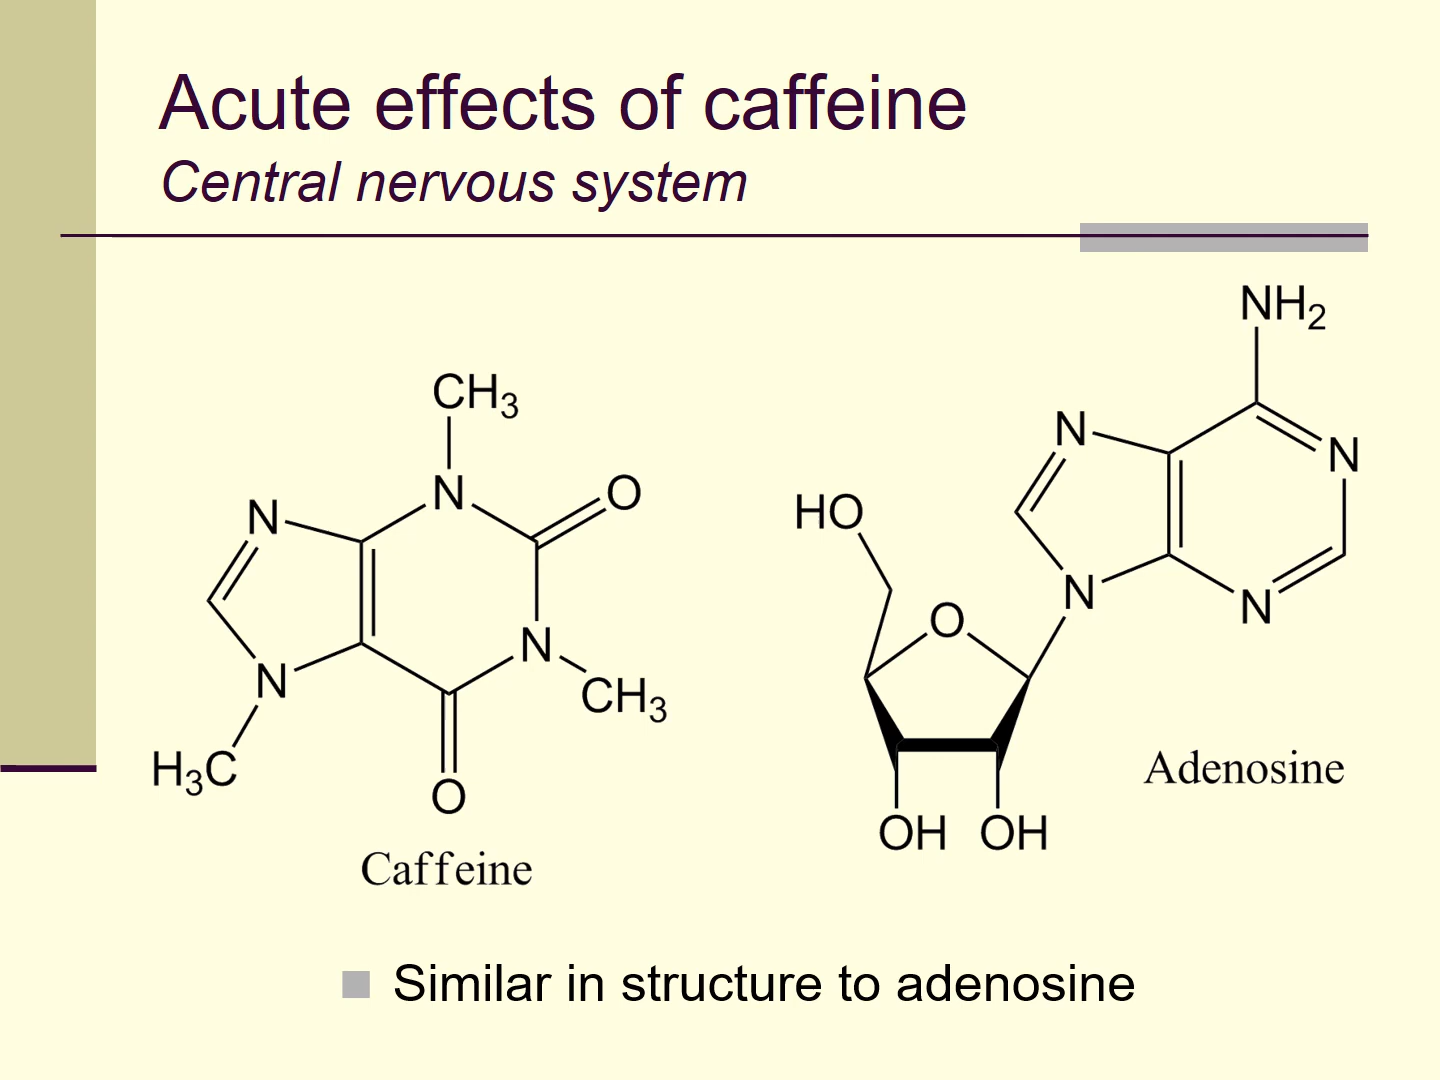 Acute effects of caffeine
Central nervous system
NH2
CH3
N
N
N
O
N
HO
N
O
N
N
O
N
N
CH3
H3C
O
Adenosine
OH OH
Caffeine
Similar in structure to adenosine